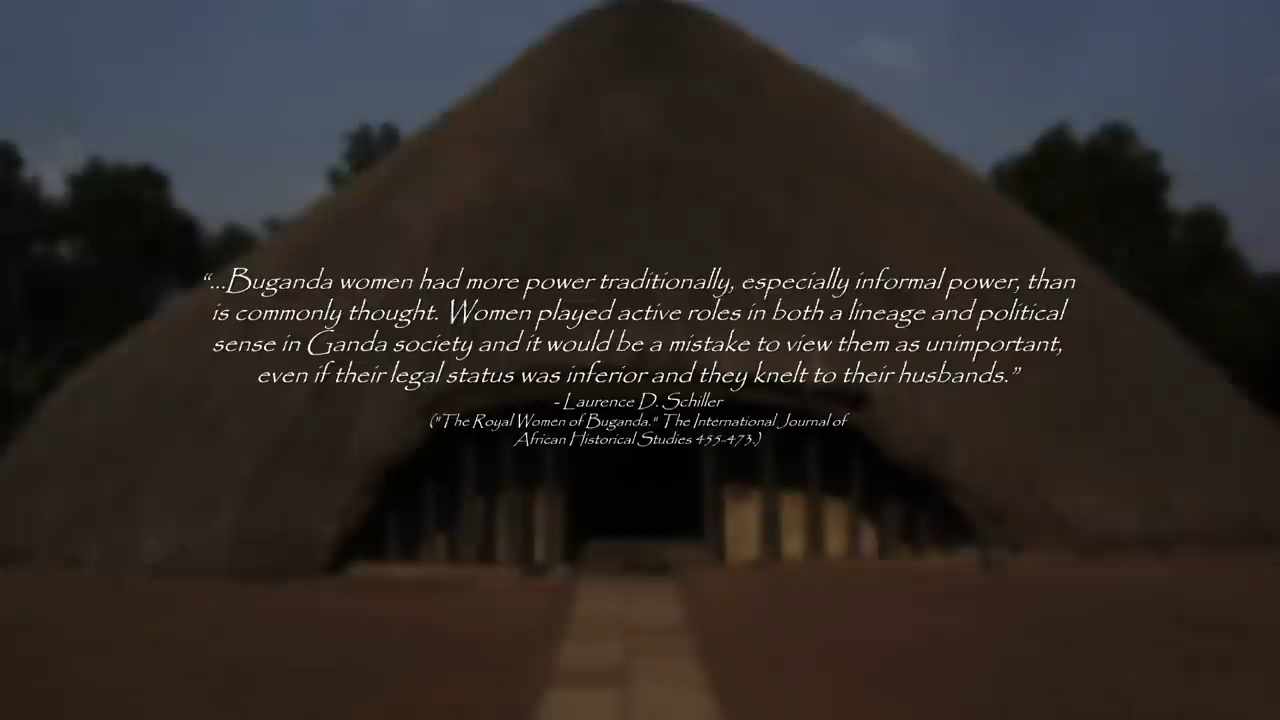 “...Buganda women had more power traditionally, especially informal power, than
is commonly thought. Women played active roles in both a lineage and political
sense in Ganda society and it would be a mistake to view them as unimportant,
even if their legal status was inferior and they knelt to their husbands.”
- Laurence D. Schiller
("The Royal Women of Buganda." The International Journal of
African Historical Studies 455-473.)